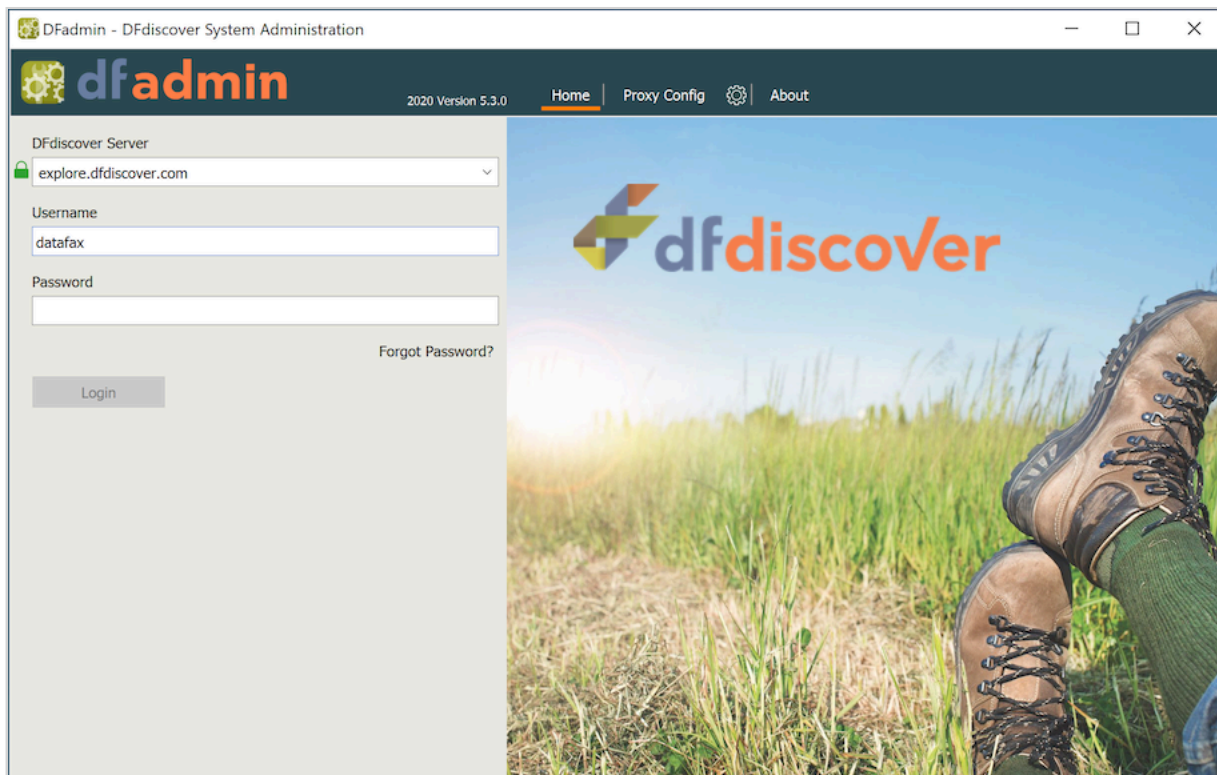 DFadmin - DFdiscover System Administration
dfadmin
2020 Version 5.3.0
Home
Proxy Config
About
DFdiscover Server
explore.dfdiscover.com
Username
datafax
Password
Forgot Password?
Login
dfdiscover